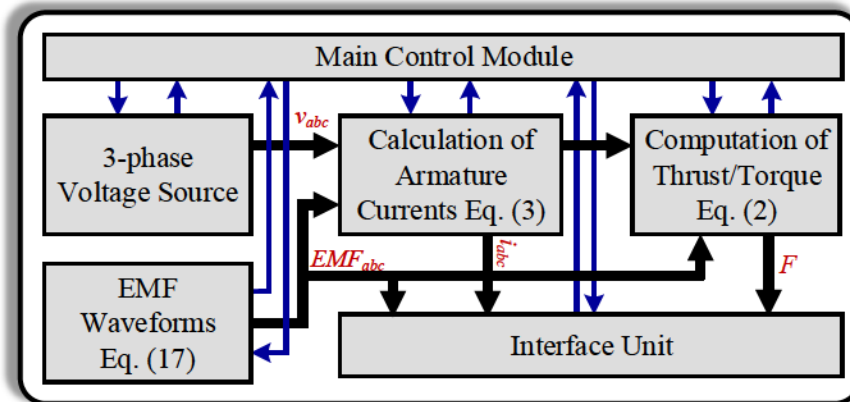 Main Control Module
3-phase
Voltage Source
v_abc
Calculation of
Armature
Currents Eq. (3)
Computation of
Thrust/Torque
Eq. (2)
EMF
Waveforms
Eq. (17)
EMF_abc
i_abc
F
Interface Unit